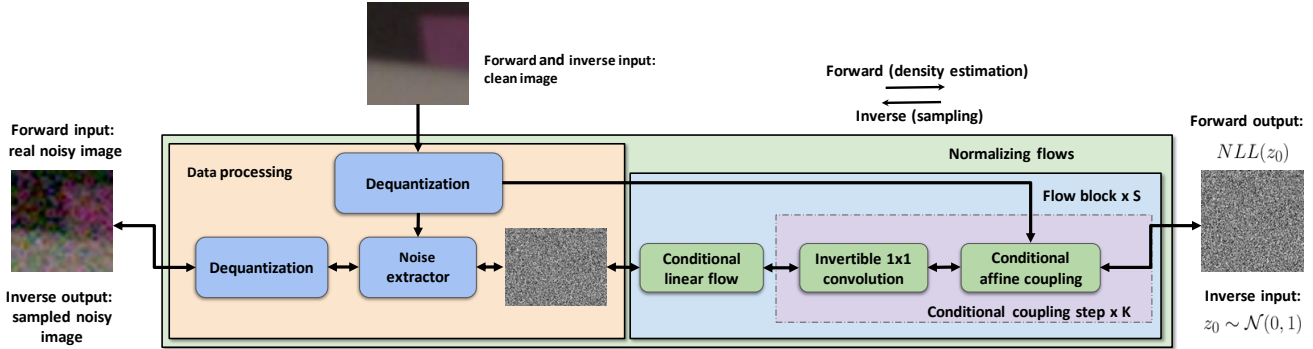 Forward and inverse input:
clean image
Forward (density estimation)
Inverse (sampling)
Forward input:
real noisy image
Inverse output:
sampled noisy
image
Data processing
Dequantization
Dequantization
Noise
extractor
Normalizing flows
Flow block x S
Conditional
linear flow
Invertible 1x1
convolution
Conditional
affine coupling
Conditional coupling step x K
Forward output:
NLL(z₀)
Inverse input:
z₀ ∼ 𝒩(0, 1)